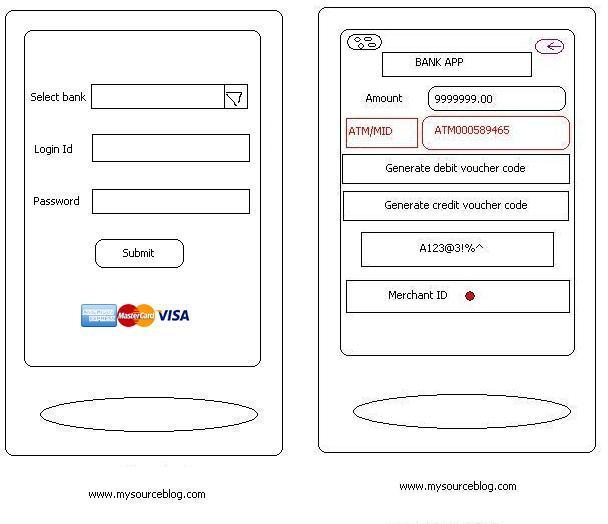 Select bank
Login Id
Password
Submit
AMERICAN EXPRESS
MasterCard
VISA
www.mysourceblog.com
BANK APP
Amount
9999999.00
ATM/MID
ATM000589465
Generate debit voucher code
Generate credit voucher code
A123@3!%^
Merchant ID
www.mysourceblog.com